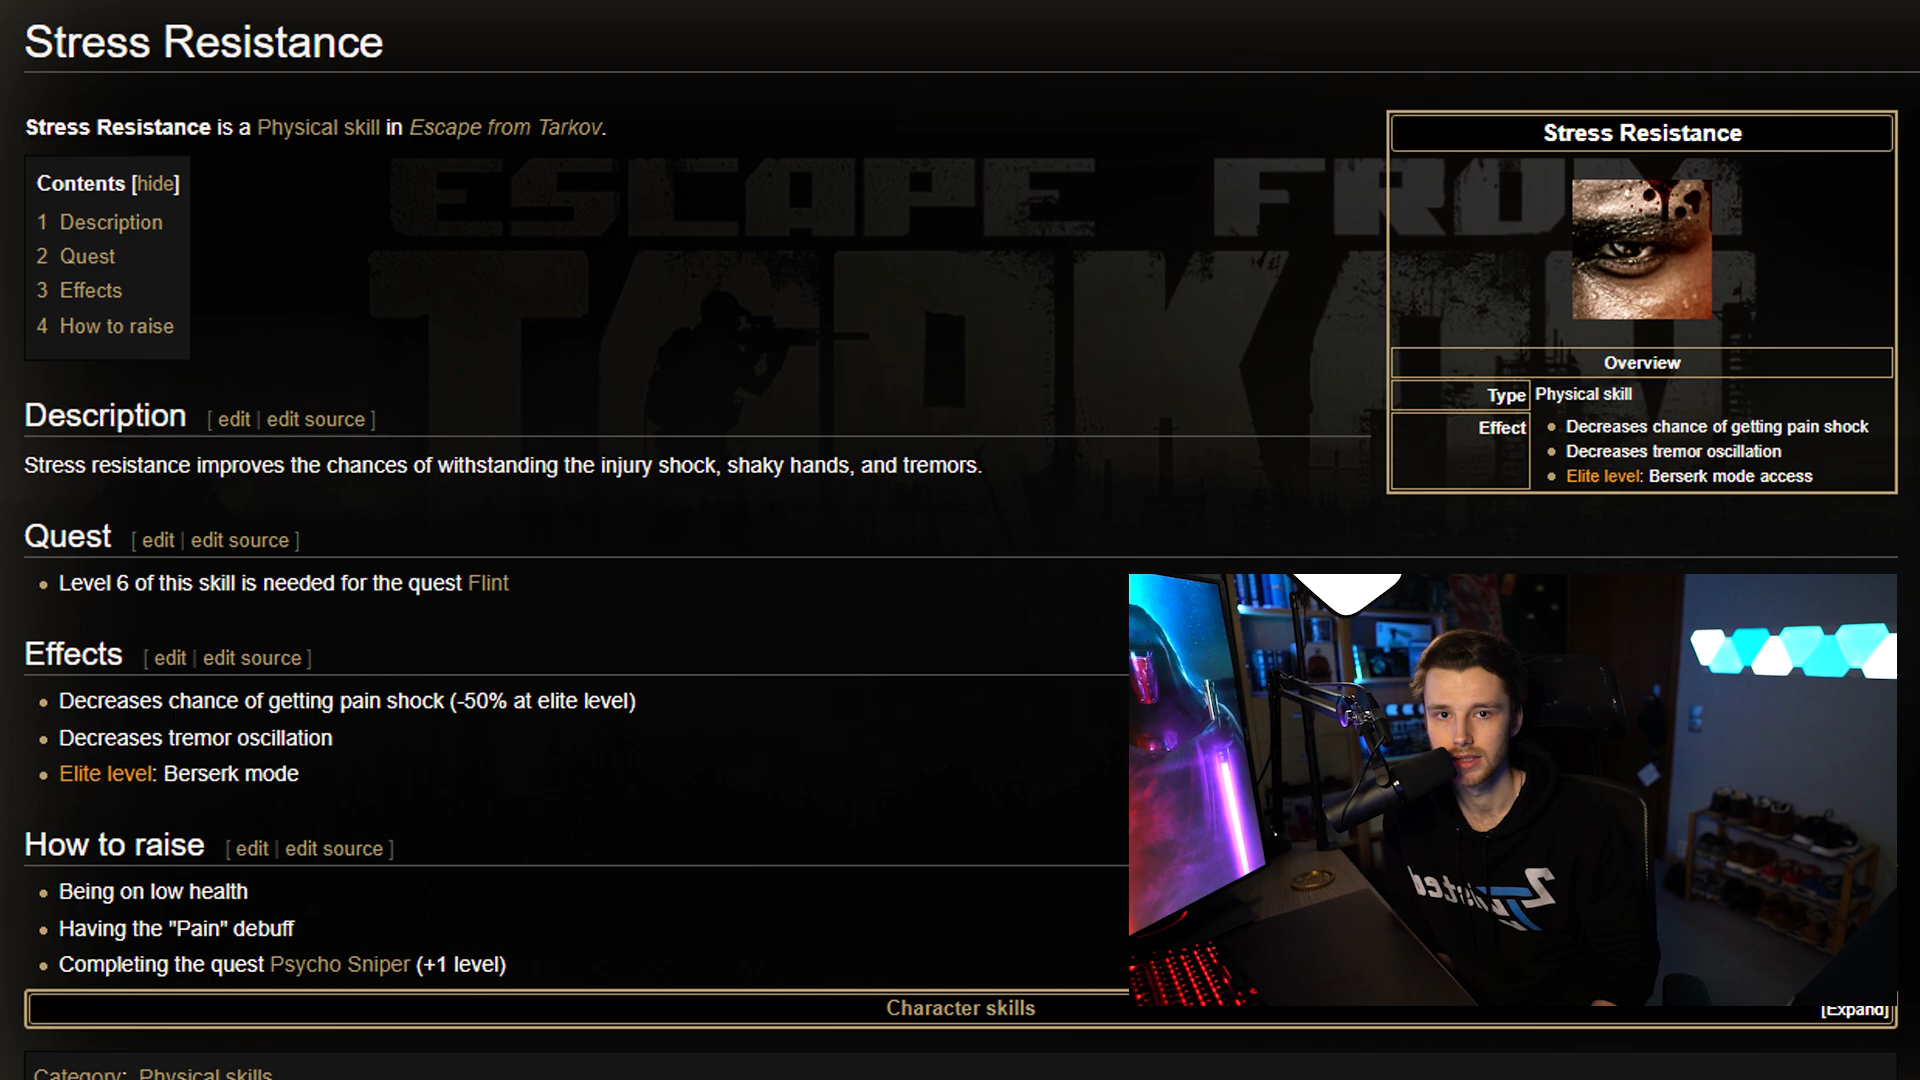 Stress Resistance
Stress Resistance is a Physical skill in Escape from Tarkov.
ESCAPE FROM
TARKOV
Contents [hide]
1 Description
2 Quest
3 Effects
4 How to raise
Stress Resistance
Overview
Type Physical skill
Effect
Decreases chance of getting pain shock
Decreases tremor oscillation
Elite level: Berserk mode access
Description [ edit | edit source ]
Stress resistance improves the chances of withstanding the injury shock, shaky hands, and tremors.
Quest [ edit | edit source ]
Level 6 of this skill is needed for the quest Flint
Effects [ edit | edit source ]
Decreases chance of getting pain shock (-50% at elite level)
Decreases tremor oscillation
Elite level: Berserk mode
How to raise [ edit | edit source ]
Being on low health
Having the "Pain" debuff
Completing the quest Psycho Sniper (+1 level)
Character skills
[Expand]
Category: Physical skills